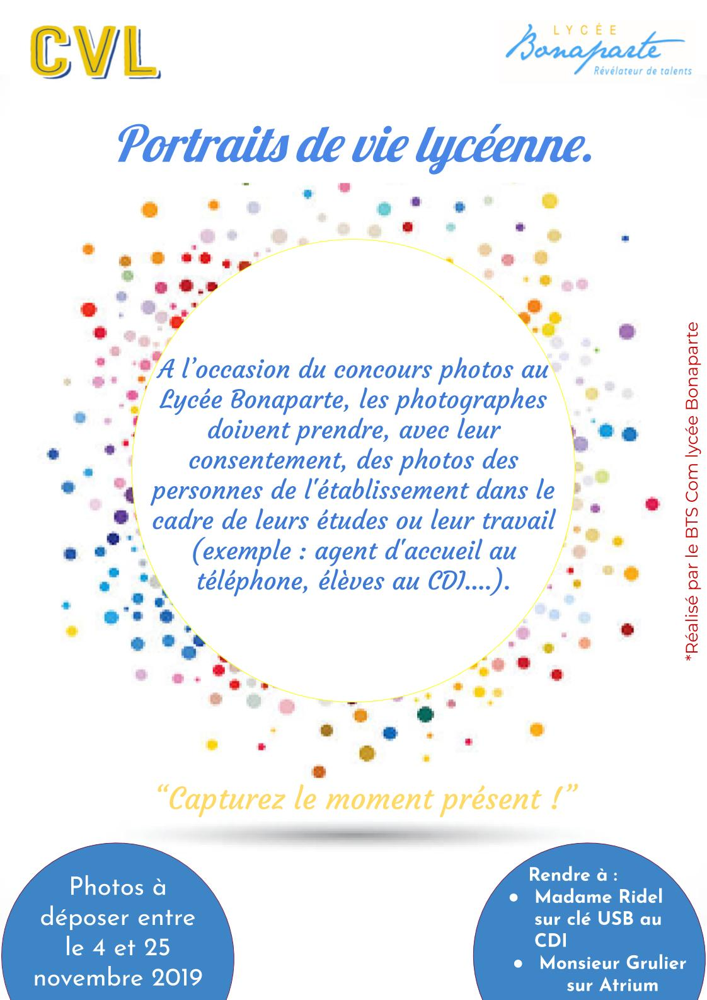 CVL
LYCÉE
Bonaparte
Révélateur de talents
Portraits de vie lycéenne.
A l’occasion du concours photos au
Lycée Bonaparte, les photographes
doivent prendre, avec leur
consentement, des photos des
personnes de l'établissement dans le
cadre de leurs études ou leur travail
(exemple : agent d'accueil au
téléphone, élèves au CDI....).
*Réalisé par le BTS Com lycée Bonaparte
“Capturez le moment présent !”
Photos à
déposer entre
le 4 et 25
novembre 2019
Rendre à :
● Madame Ridel
sur clé USB au
CDI
● Monsieur Grulier
sur Atrium